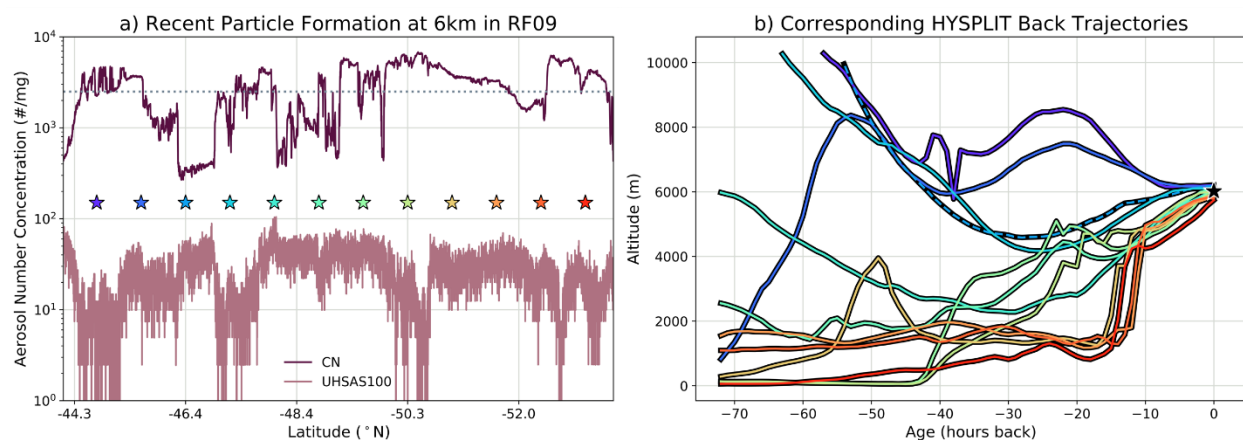 a) Recent Particle Formation at 6km in RF09
Aerosol Number Concentration (#/mg)
10⁴
10³
10²
10¹
10⁰
CN
UHSAS100
-44.3 -46.4 -48.4 -50.3 -52.0
Latitude (°N)
b) Corresponding HYSPLIT Back Trajectories
Altitude (m)
10000
8000
6000
4000
2000
0
−70 −60 −50 −40 −30 −20 −10 0
Age (hours back)